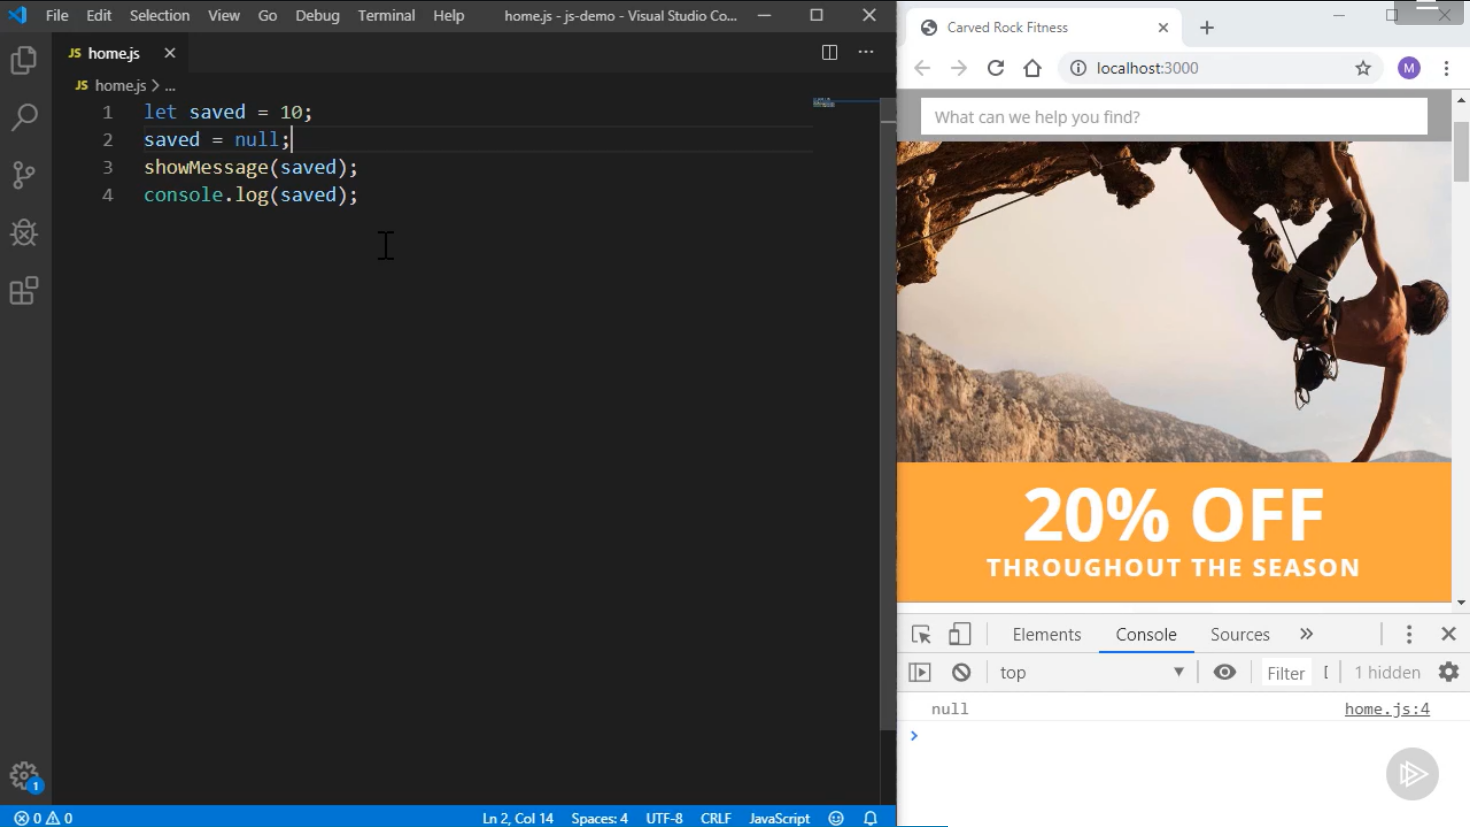 File Edit Selection View Go Debug Terminal Help home.js - js-demo - Visual Studio Co...
JS home.js
JS home.js > ...
1 let saved = 10;
2 saved = null;
3 showMessage(saved);
4 console.log(saved);
1
0 0 Ln 2, Col 14 Spaces: 4 UTF-8 CRLF JavaScript
Carved Rock Fitness
localhost:3000 M
What can we help you find?
20% OFF
THROUGHOUT THE SEASON
Elements Console Sources »
top Filter 1 hidden
null home.js:4